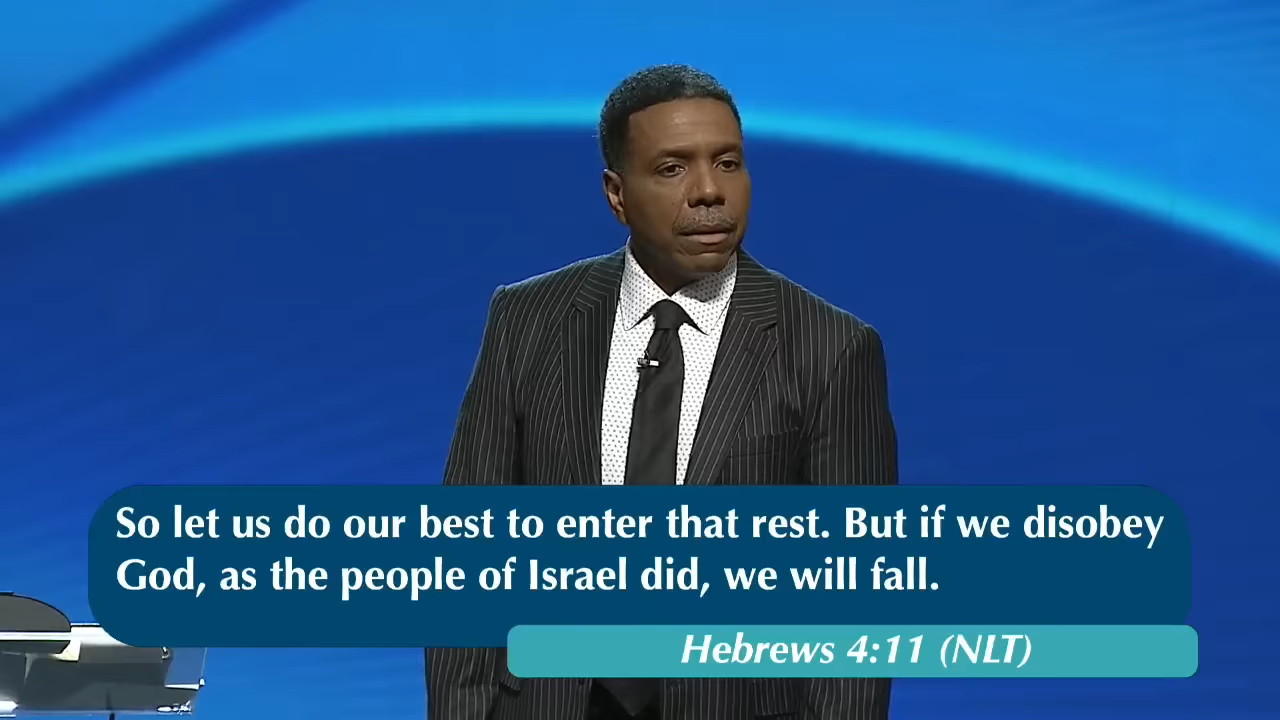 So let us do our best to enter that rest. But if we disobey
God, as the people of Israel did, we will fall.
Hebrews 4:11 (NLT)